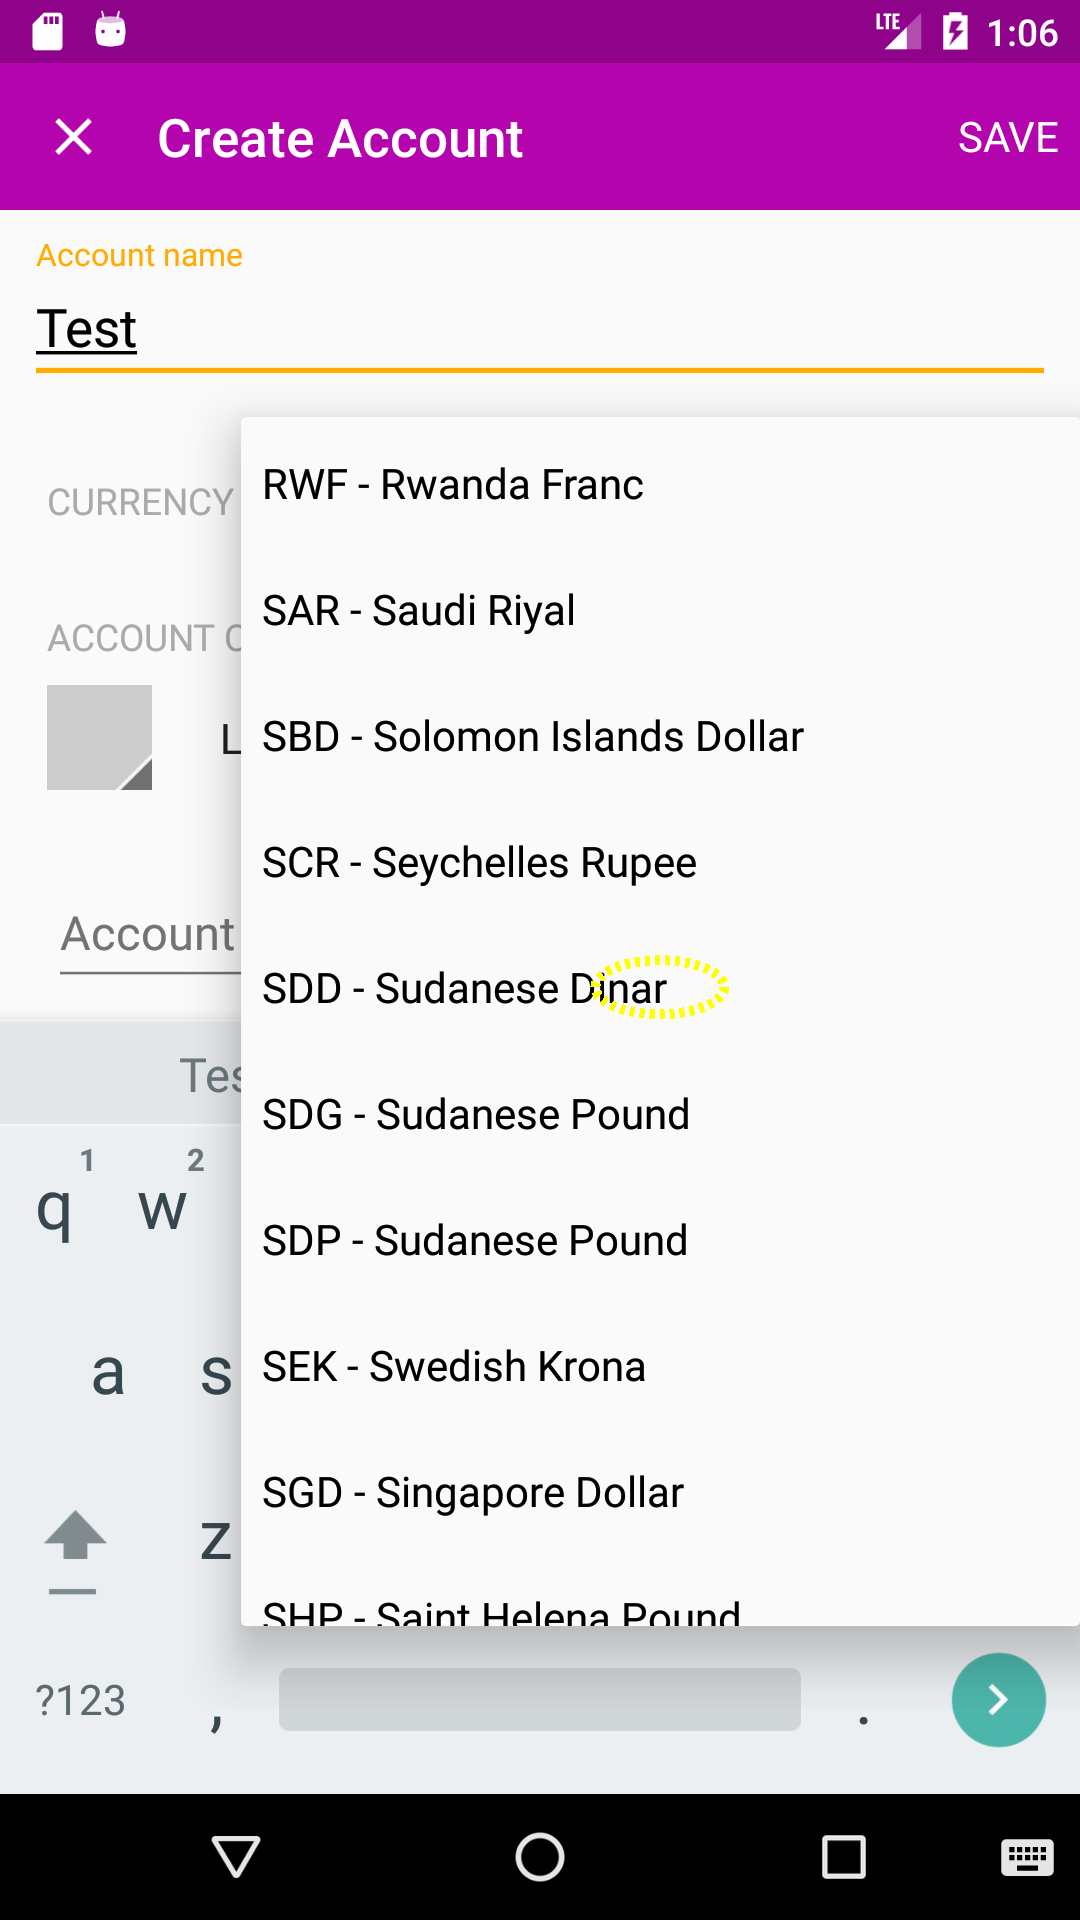 LTE 1:06
Create Account SAVE
Account name
Test
RWF - Rwanda Franc
CURRENCY
SAR - Saudi Riyal
ACCOUNT
SBD - Solomon Islands Dollar
L
SCR - Seychelles Rupee
Account
SDD - Sudanese Dinar
Tes
SDG - Sudanese Pound
1 2
q w
SDP - Sudanese Pound
a s
SEK - Swedish Krona
SGD - Singapore Dollar
z
SHP - Saint Helena Pound
?123 , .